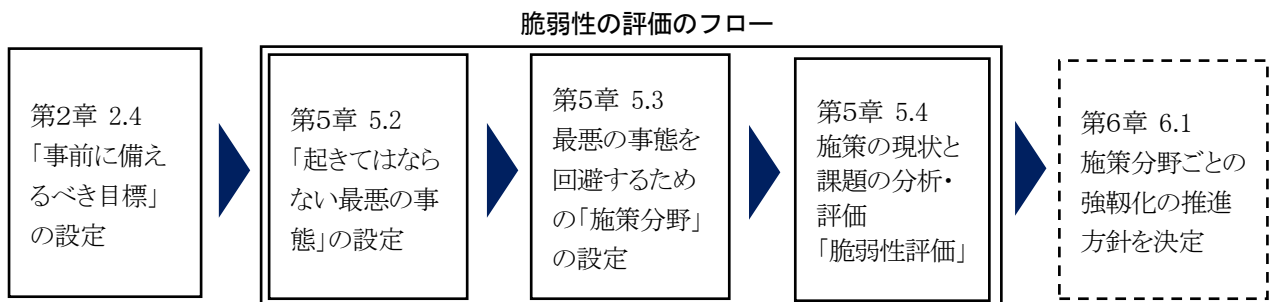 脆弱性の評価のフロー
第2章 2.4
「事前に備え
るべき目標」
の設定
第5章 5.2
「起きてはなら
ない最悪の事
態」の設定
第5章 5.3
最悪の事態を
回避するため
の「施策分野」
の設定
第5章 5.4
施策の現状と
課題の分析・
評価
「脆弱性評価」
第6章 6.1
施策分野ごとの
強靱化の推進
方針を決定